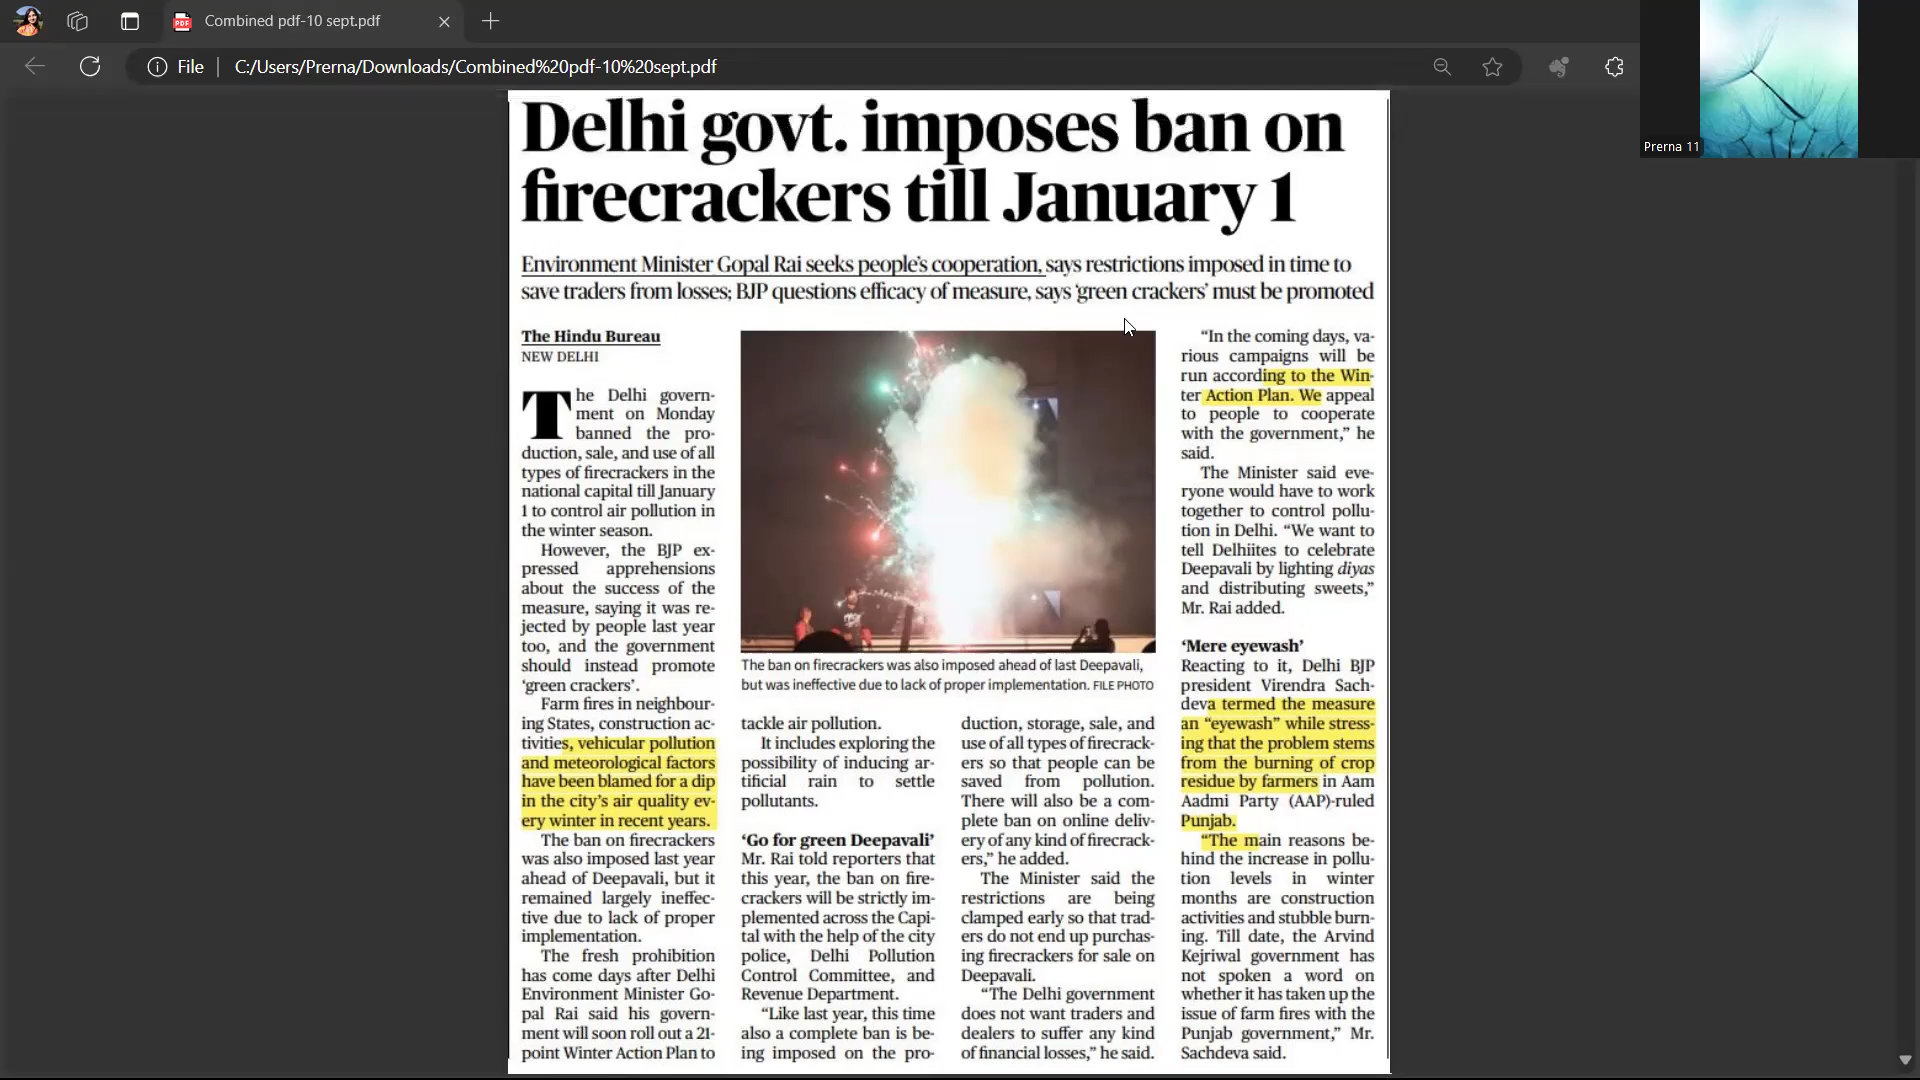 Combined pdf-10 sept.pdf
File
C:/Users/Prerna/Downloads/Combined%20pdf-10%20sept.pdf
Prerna 11
Delhi govt. imposes ban on
firecrackers till January 1
Environment Minister Gopal Rai seeks people's cooperation, says restrictions imposed in time to
save traders from losses; BJP questions efficacy of measure, says 'green crackers' must be promoted
The Hindu Bureau
NEW DELHI
The Delhi govern-
ment on Monday
banned the pro-
duction, sale, and use of all
types of firecrackers in the
national capital till January
1 to control air pollution in
the winter season.
However, the BJP ex-
pressed apprehensions
about the success of the
measure, saying it was re-
jected by people last year
too, and the government
should instead promote
'green crackers'.
Farm fires in neighbour-
ing States, construction ac-
tivities, vehicular pollution
and meteorological factors
have been blamed for a dip
in the city's air quality ev-
ery winter in recent years.
The ban on firecrackers
was also imposed last year
ahead of Deepavali, but it
remained largely ineffec-
tive due to lack of proper
implementation.
The fresh prohibition
has come days after Delhi
Environment Minister Go-
pal Rai said his govern-
ment will soon roll out a 21-
point Winter Action Plan to
The ban on firecrackers was also imposed ahead of last Deepavali,
but was ineffective due to lack of proper implementation. FILE PHOTO
tackle air pollution.
It includes exploring the
possibility of inducing ar-
tificial rain to settle
pollutants.
'Go for green Deepavali'
Mr. Rai told reporters that
this year, the ban on fire-
crackers will be strictly im-
plemented across the Capi-
tal with the help of the city
police, Delhi Pollution
Control Committee, and
Revenue Department.
"Like last year, this time
also a complete ban is be-
ing imposed on the pro-
duction, storage, sale, and
use of all types of firecrack-
ers so that people can be
saved from pollution.
There will also be a com-
plete ban on online deliv-
ery of any kind of firecrack-
ers," he added.
The Minister said the
restrictions are being
clamped early so that trad-
ers do not end up purchas-
ing firecrackers for sale on
Deepavali.
"The Delhi government
does not want traders and
dealers to suffer any kind
of financial losses," he said.
"In the coming days, va-
rious campaigns will be
run according to the Win-
ter Action Plan. We appeal
to people to cooperate
with the government," he
said.
The Minister said eve-
ryone would have to work
together to control pollu-
tion in Delhi. "We want to
tell Delhiites to celebrate
Deepavali by lighting diyas
and distributing sweets,"
Mr. Rai added.
'Mere eyewash'
Reacting to it, Delhi BJP
president Virendra Sach-
deva termed the measure
an "eyewash" while stress-
ing that the problem stems
from the burning of crop
residue by farmers in Aam
Aadmi Party (AAP)-ruled
Punjab.
"The main reasons be-
hind the increase in pollu-
tion levels in winter
months are construction
activities and stubble burn-
ing. Till date, the Arvind
Kejriwal government has
not spoken a word on
whether it has taken up the
issue of farm fires with the
Punjab government," Mr.
Sachdeva said.